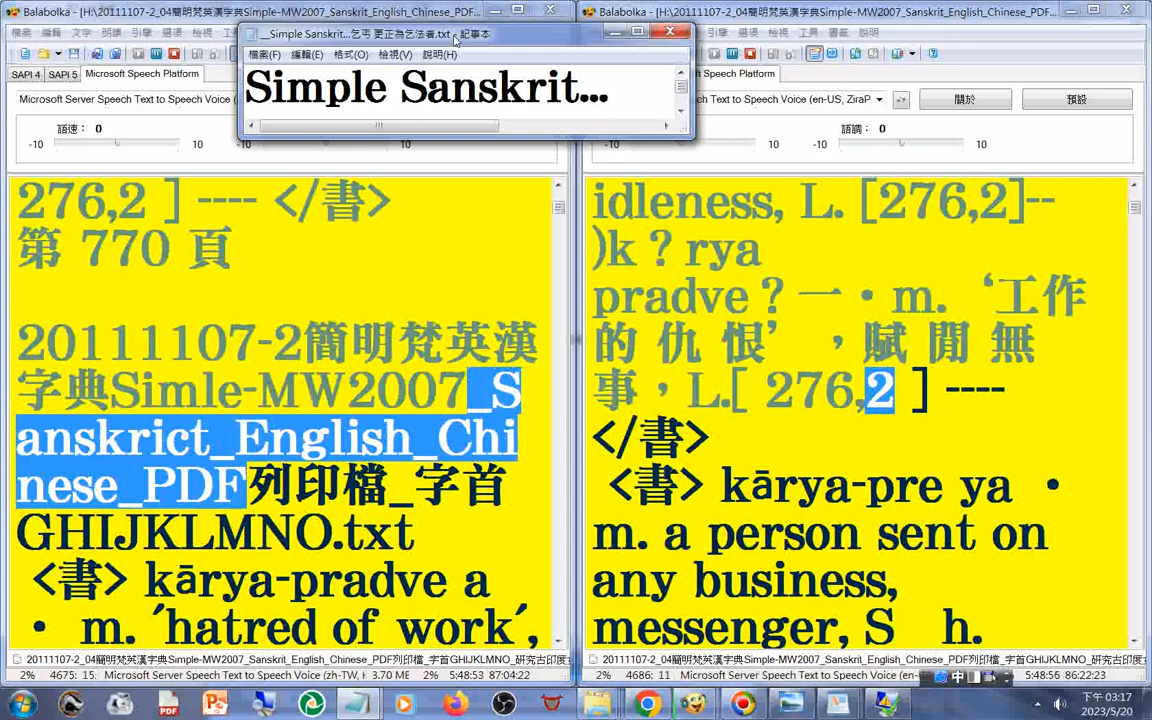 Balabolka - [H:\20111107-2_04簡明梵英漢字典Simple-MW2007_Sanskrit_English_Chinese_PDF...
Balabolka - [H:\20111107-2_04簡明梵英漢字典Simple-MW2007_Sanskrit_English_Chinese_PDF...
__Simple Sanskrit...乞丐 更正為乞法者.txt - 記事本
檔案(F) 編輯(E) 格式(O) 檢視(V) 說明(H)
Simple Sanskrit...
SAPI 4 SAPI 5 Microsoft Speech Platform
Speech Platform
Microsoft Server Speech Text to Speech Voice (
ch Text to Speech Voice (en-US, ZiraP
關於
預設
語速： 0
-10 10
10
語調： 0
-10 10
276,2 ] ---- </書>
第 770 頁
20111107-2簡明梵英漢
字典Simle-MW2007_S
anskrict_English_Chi
nese_PDF列印檔_字首
GHIJKLMNO.txt
<書> kārya-pradve a
• m. 'hatred of work',
idleness, L. [276,2]--
)k ? rya
pradve ? 一 • m. ‘工作
的 仇 恨’ ，賦 閒 無
事，L.[ 276,2 ] ----
</書>
<書> kārya-pre ya •
m. a person sent on
any business,
messenger, S h.
20111107-2_04簡明梵英漢字典Simple-MW2007_Sanskrit_English_Chinese_PDF列印檔_字首GHIJKLMNO_研究古印度
20111107-2_04簡明梵英漢字典Simple-MW2007_Sanskrit_English_Chinese_PDF列印檔_字首GHIJKLMNO_研究古印度
2% 4675: 15 Microsoft Server Speech Text to Speech Voice (zh-TW, 3.70 ME 2% 5:48:53 87:04:22
2% 4686: 11 Microsoft Server Speech Text to Speech Voice 2% 5:48:56 86:22:23
中
PDF
下午 03:17
2023/5/20